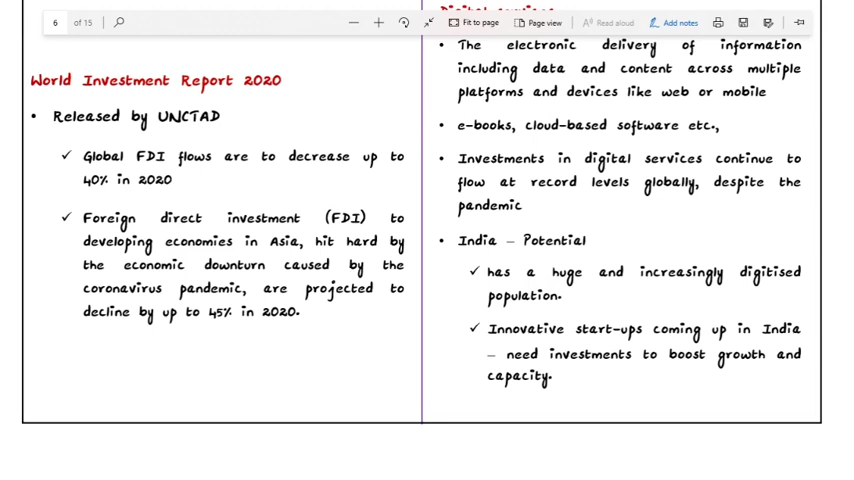 6 of 15
Fit to page
Page view
Read aloud
Add notes
World Investment Report 2020
• Released by UNCTAD
✓ Global FDI flows are to decrease up to
40% in 2020
✓ Foreign direct investment (FDI) to
developing economies in Asia, hit hard by
the economic downturn caused by the
coronavirus pandemic, are projected to
decline by up to 45% in 2020.
• The electronic delivery of information
including data and content across multiple
platforms and devices like web or mobile
• e-books, cloud-based software etc.,
• Investments in digital services continue to
flow at record levels globally, despite the
pandemic
• India – Potential
✓ has a huge and increasingly digitised
population.
✓ Innovative start-ups coming up in India
– need investments to boost growth and
capacity.